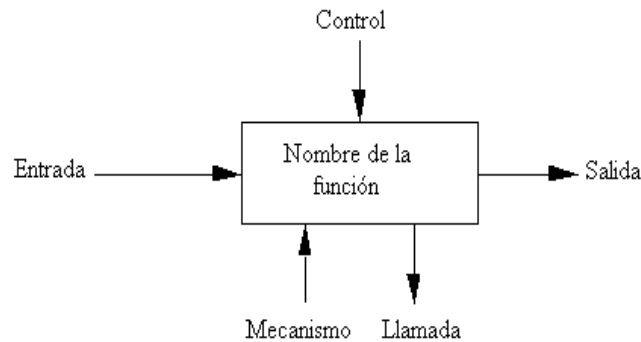 Control
Entrada
Nombre de la
función
Salida
Mecanismo
Llamada